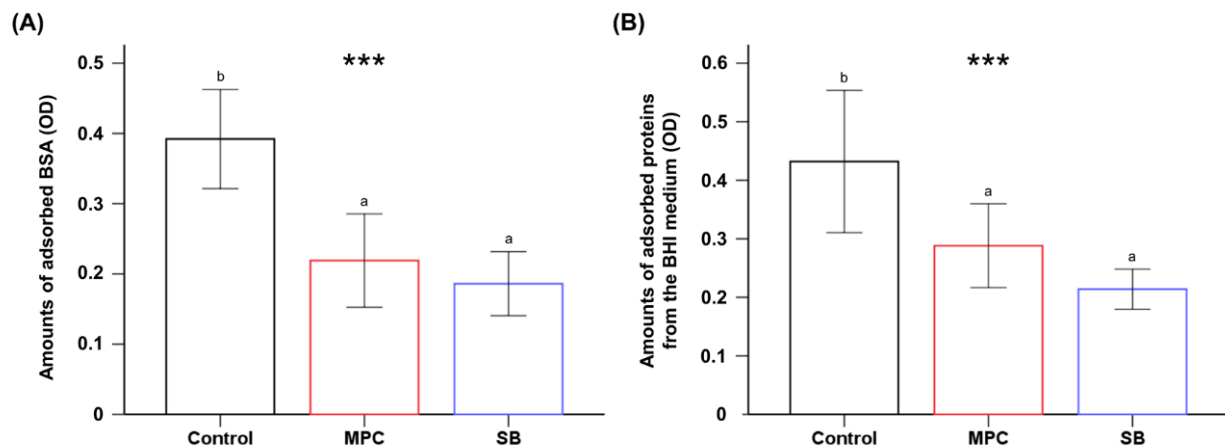 (A)
Amounts of adsorbed BSA (OD)
0.5
0.4
0.3
0.2
0.1
0
***
b
a
a
Control
MPC
SB
(B)
Amounts of adsorbed proteins
from the BHI medium (OD)
0.6
0.5
0.4
0.3
0.2
0.1
0
***
b
a
a
Control
MPC
SB